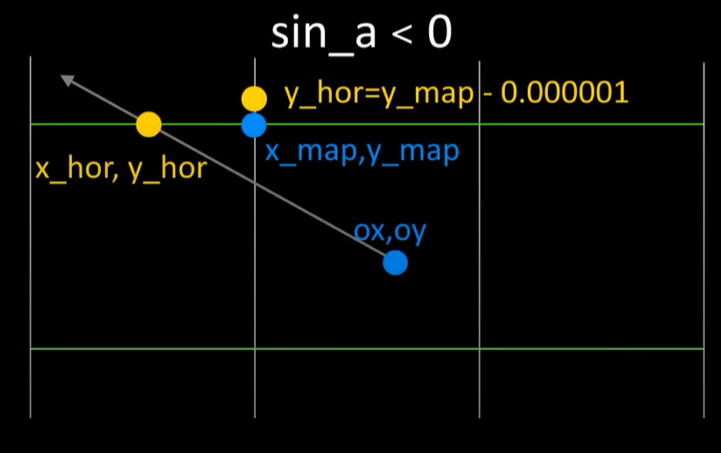 sin_a < 0
y_hor=y_map - 0.000001
x_map,y_map
x_hor, y_hor
ox,oy